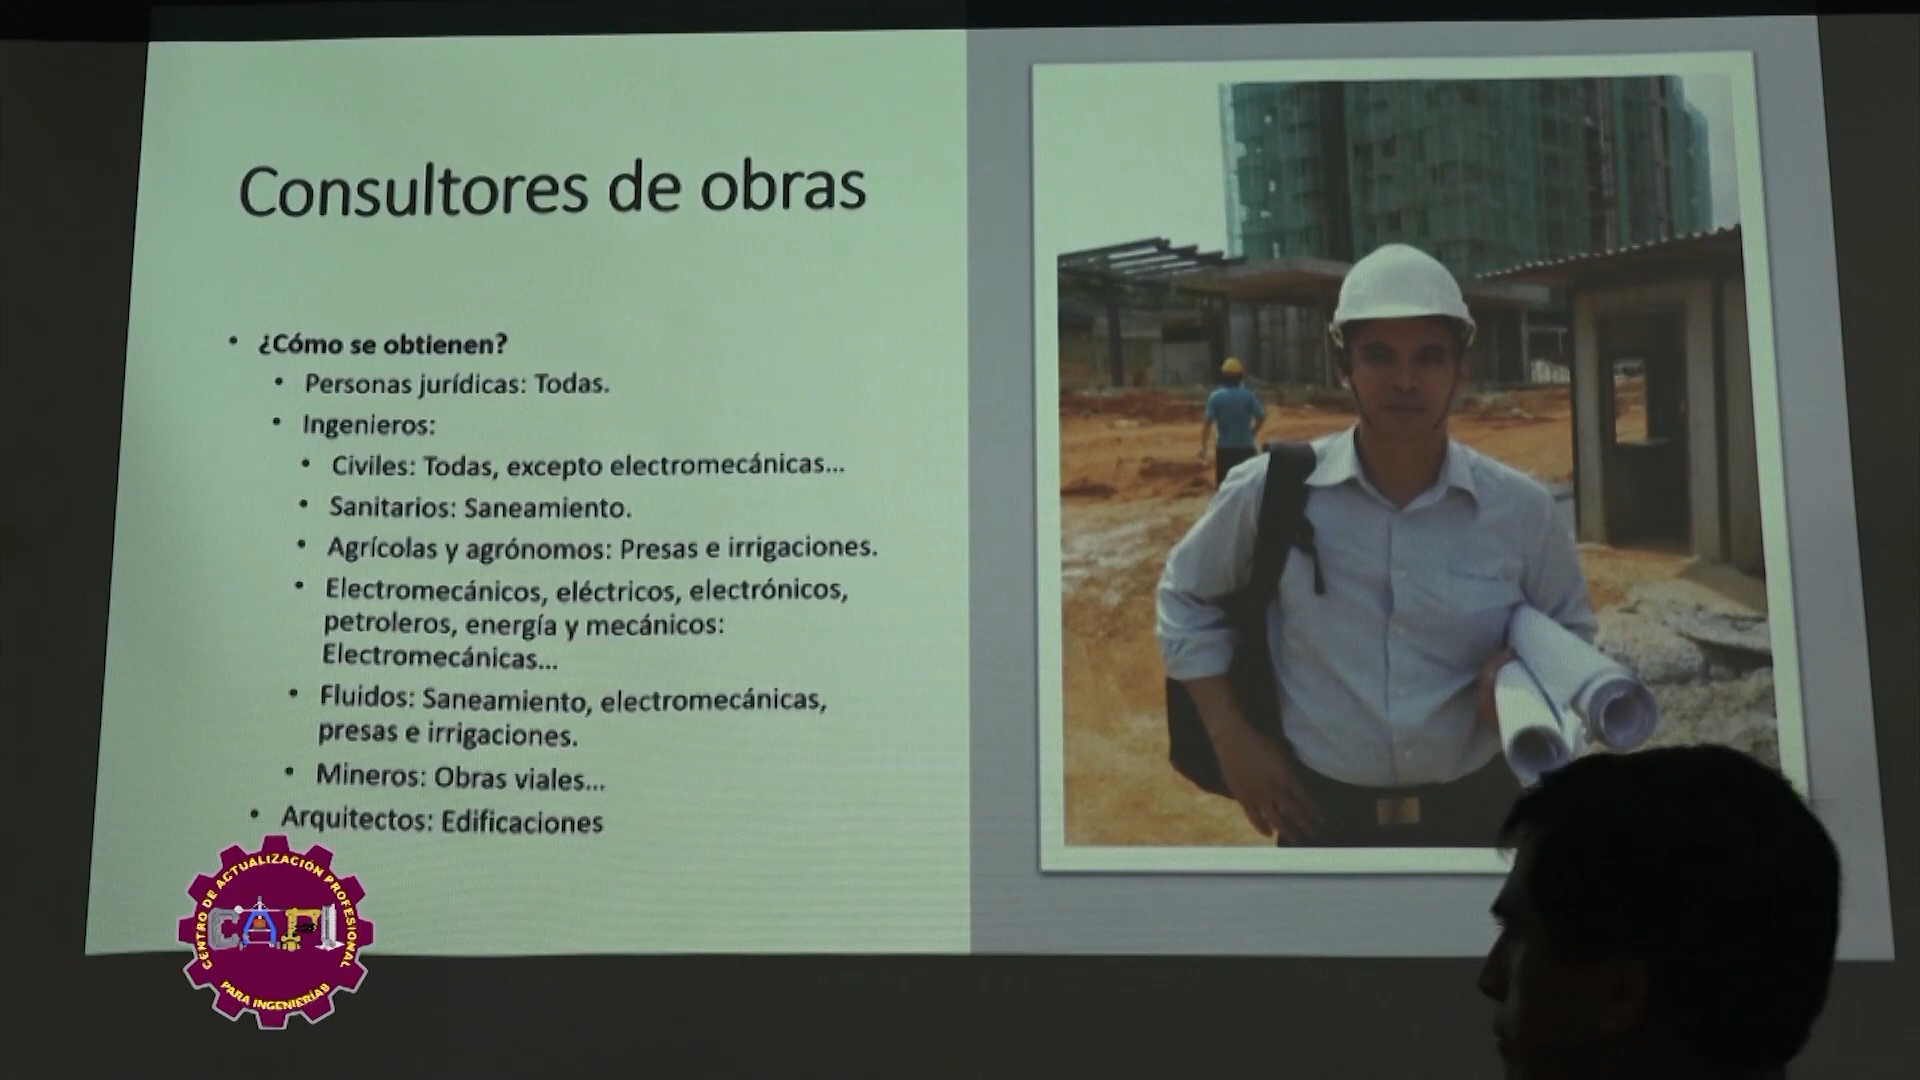 Consultores de obras
• ¿Cómo se obtienen?
• Personas jurídicas: Todas.
• Ingenieros:
• Civiles: Todas, excepto electromecánicas...
• Sanitarios: Saneamiento.
• Agrícolas y agrónomos: Presas e irrigaciones.
• Electromecánicos, eléctricos, electrónicos,
petroleros, energía y mecánicos:
Electromecánicas...
• Fluidos: Saneamiento, electromecánicas,
presas e irrigaciones.
• Mineros: Obras viales...
• Arquitectos: Edificaciones
CENTRO DE ACTUALIZACIÓN PROFESIONAL
CAPI
PARA INGENIERÍAS